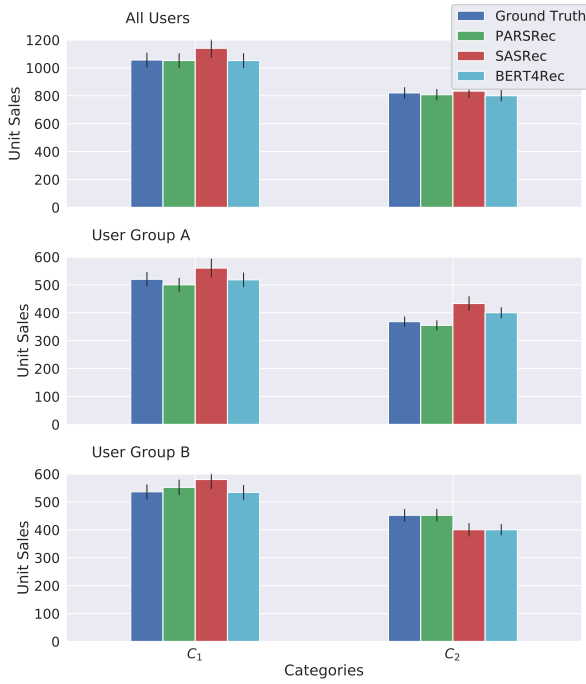 All Users
Ground Truth
PARSRec
SASRec
BERT4Rec
Unit Sales
1200
1000
800
600
400
200
0
User Group A
Unit Sales
600
500
400
300
200
100
0
User Group B
Unit Sales
600
500
400
300
200
100
0
C₁ C₂
Categories